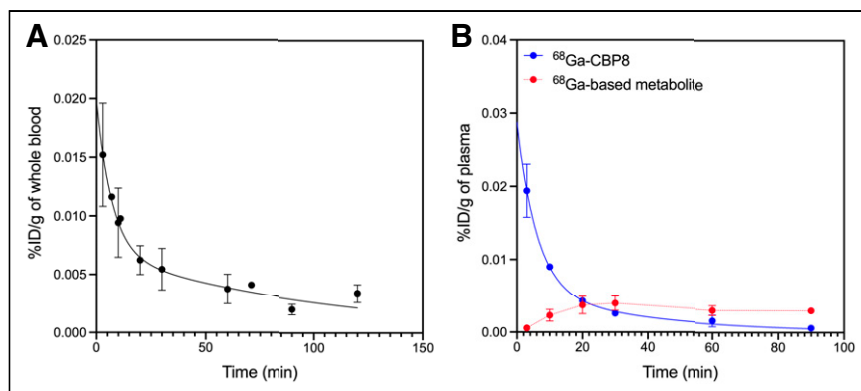 A
%ID/g of whole blood
0.025
0.020
0.015
0.010
0.005
0.000
0 50 100 150
Time (min)
B
%ID/g of plasma
0.04
0.03
0.02
0.01
0.00
⁶⁸Ga-CBP8
⁶⁸Ga-based metabolite
0 20 40 60 80 100
Time (min)